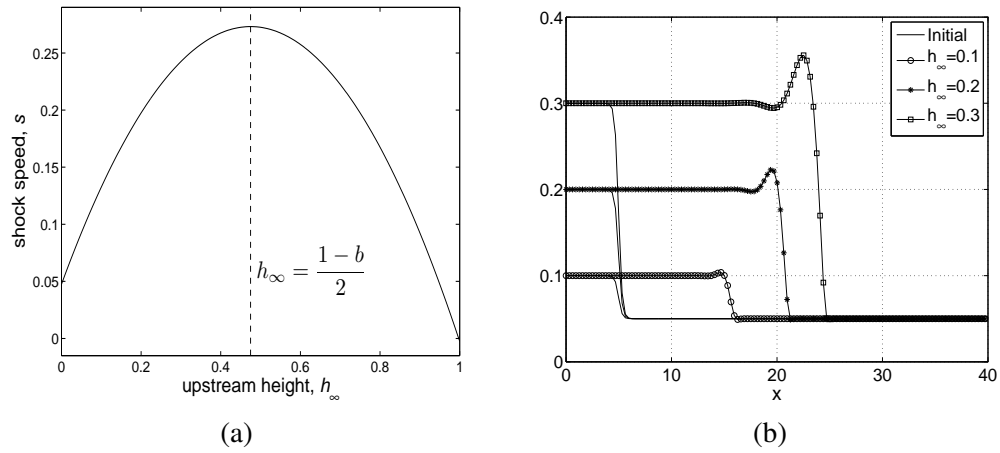 0.25
0.2
0.15
0.1
0.05
0
shock speed, s
0 0.2 0.4 0.6 0.8 1
upstream height, h∞
h∞ = (1 − b)/2
(a)
0.4
0.3
0.2
0.1
0
0 10 20 30 40
x
Initial
h∞=0.1
h∞=0.2
h∞=0.3
(b)